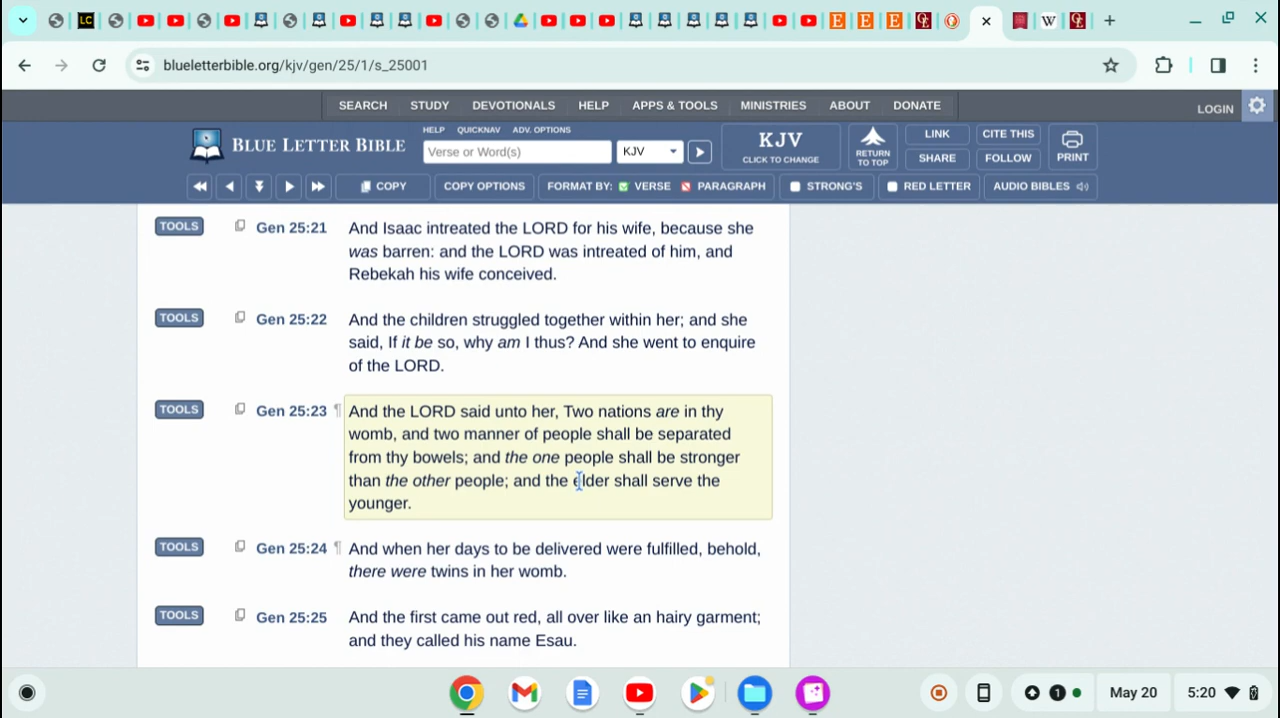 LC
E
E
E
W
blueletterbible.org/kjv/gen/25/1/s_25001
SEARCH STUDY DEVOTIONALS HELP APPS & TOOLS MINISTRIES ABOUT DONATE LOGIN
BLUE LETTER BIBLE
HELP QUICKNAV ADV. OPTIONS
Verse or Word(s)
KJV
KJV
CLICK TO CHANGE
RETURN
TO TOP
LINK
CITE THIS
SHARE
FOLLOW
PRINT
COPY COPY OPTIONS FORMAT BY: VERSE PARAGRAPH STRONG'S RED LETTER AUDIO BIBLES
TOOLS Gen 25:21 And Isaac intreated the LORD for his wife, because she
was barren: and the LORD was intreated of him, and
Rebekah his wife conceived.
TOOLS Gen 25:22 And the children struggled together within her; and she
said, If it be so, why am I thus? And she went to enquire
of the LORD.
TOOLS Gen 25:23 ¶ And the LORD said unto her, Two nations are in thy
womb, and two manner of people shall be separated
from thy bowels; and the one people shall be stronger
than the other people; and the elder shall serve the
younger.
TOOLS Gen 25:24 ¶ And when her days to be delivered were fulfilled, behold,
there were twins in her womb.
TOOLS Gen 25:25 And the first came out red, all over like an hairy garment;
and they called his name Esau.
1 May 20 5:20